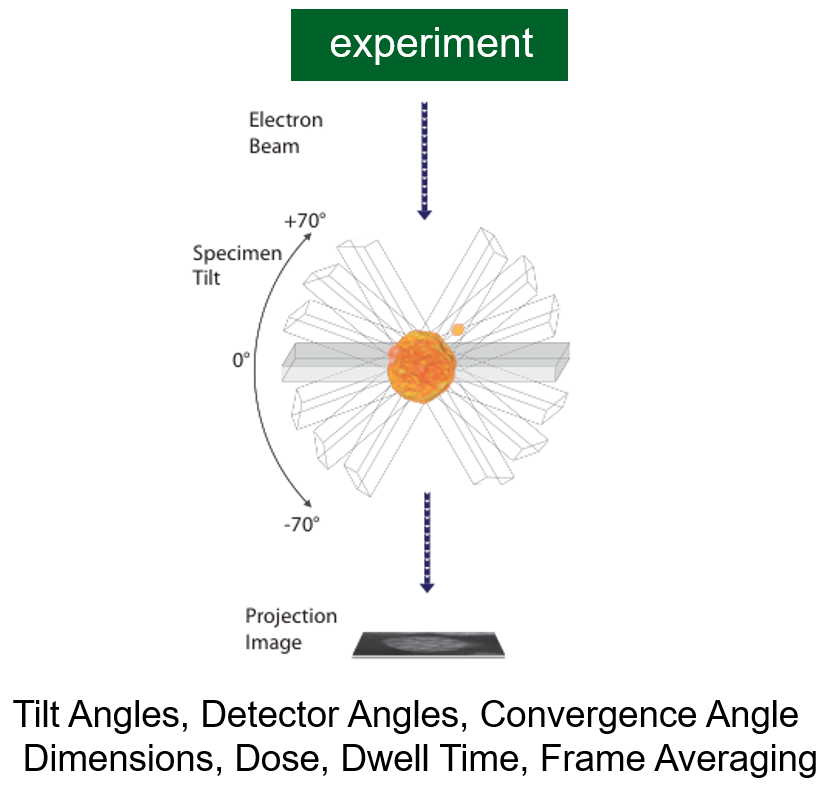 experiment
Electron
Beam
+70°
Specimen
Tilt
0°
-70°
Projection
Image
Tilt Angles, Detector Angles, Convergence Angle
Dimensions, Dose, Dwell Time, Frame Averaging